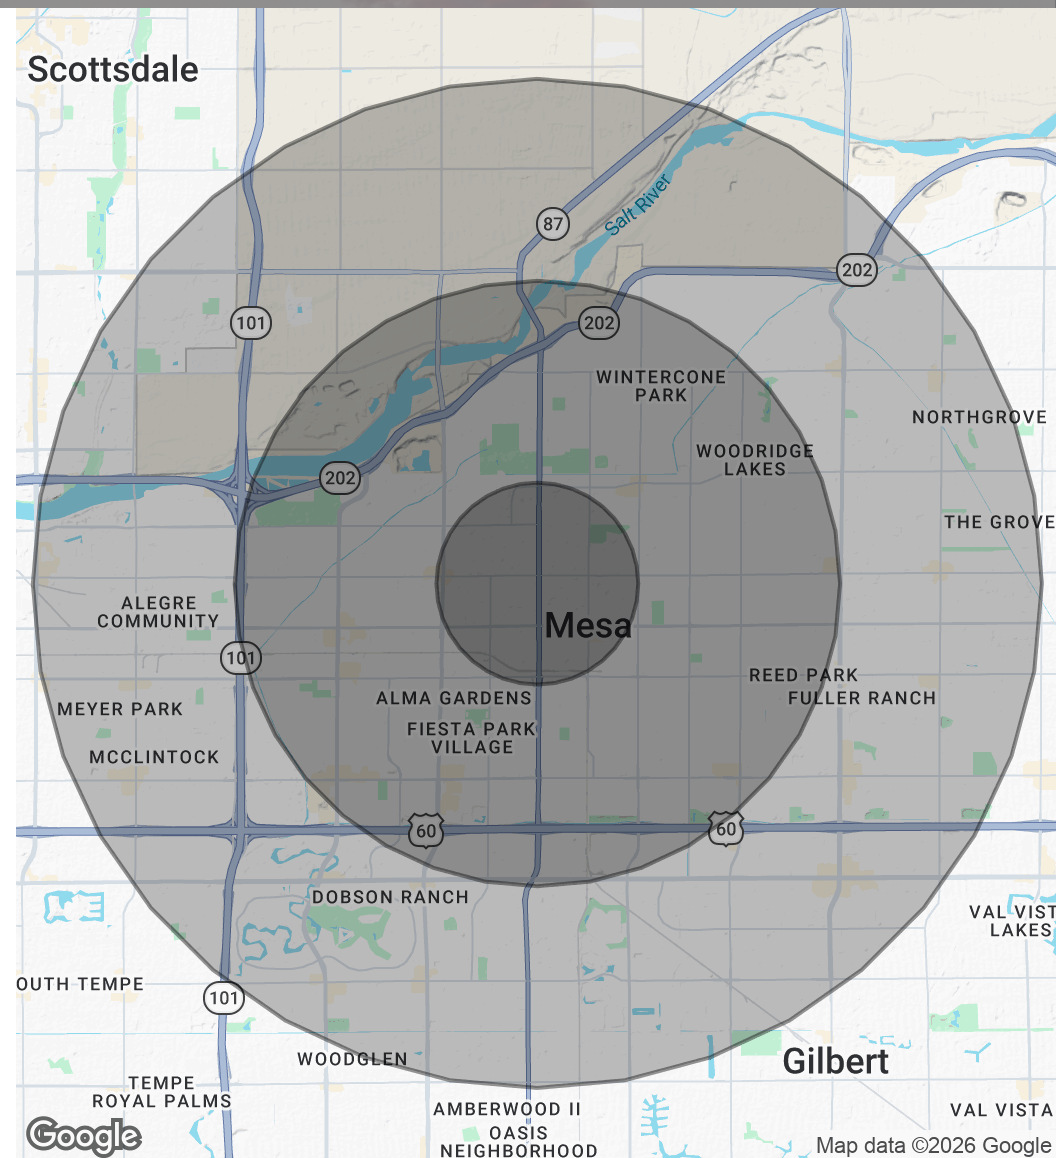 Scottsdale
87
Salt River
202
101
202
WINTERCONE
PARK
NORTHGROVE
WOODRIDGE
LAKES
202
THE GROVE
ALEGRE
COMMUNITY
Mesa
101
REED PARK
FULLER RANCH
ALMA GARDENS
MEYER PARK
FIESTA PARK
VILLAGE
MCCLINTOCK
60
60
DOBSON RANCH
VAL VIST
LAKES
OUTH TEMPE
101
WOODGLEN
Gilbert
TEMPE
ROYAL PALMS
AMBERWOOD II
VAL VISTA
OASIS
NEIGHBORHOOD
Google
Map data ©2026 Google